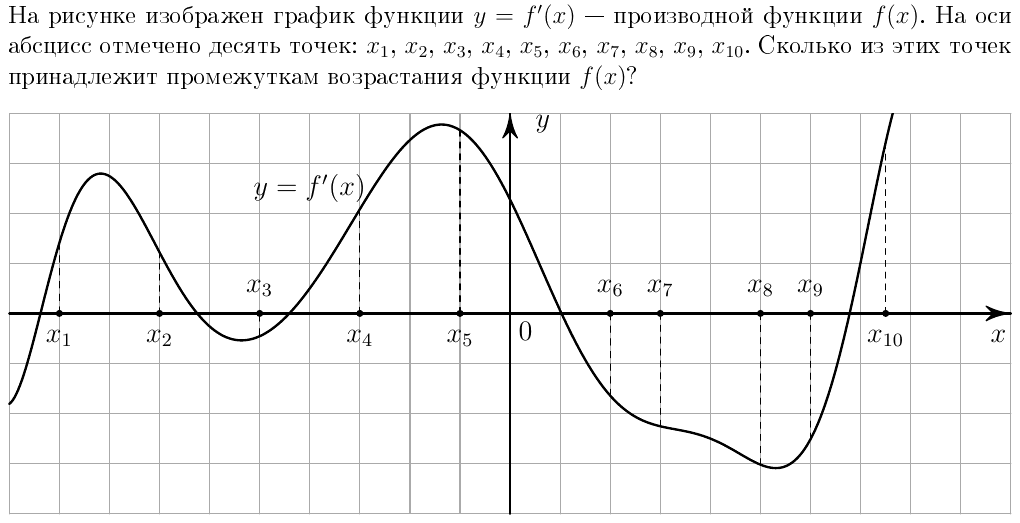 На рисунке изображен график функции y = f′(x) — производной функции f(x). На оси
абсцисс отмечено десять точек: x₁, x₂, x₃, x₄, x₅, x₆, x₇, x₈, x₉, x₁₀. Сколько из этих точек
принадлежит промежуткам возрастания функции f(x)?
y
y = f′(x)
x₃ x₆ x₇ x₈ x₉
x₁ x₂ x₄ x₅ 0 x₁₀ x